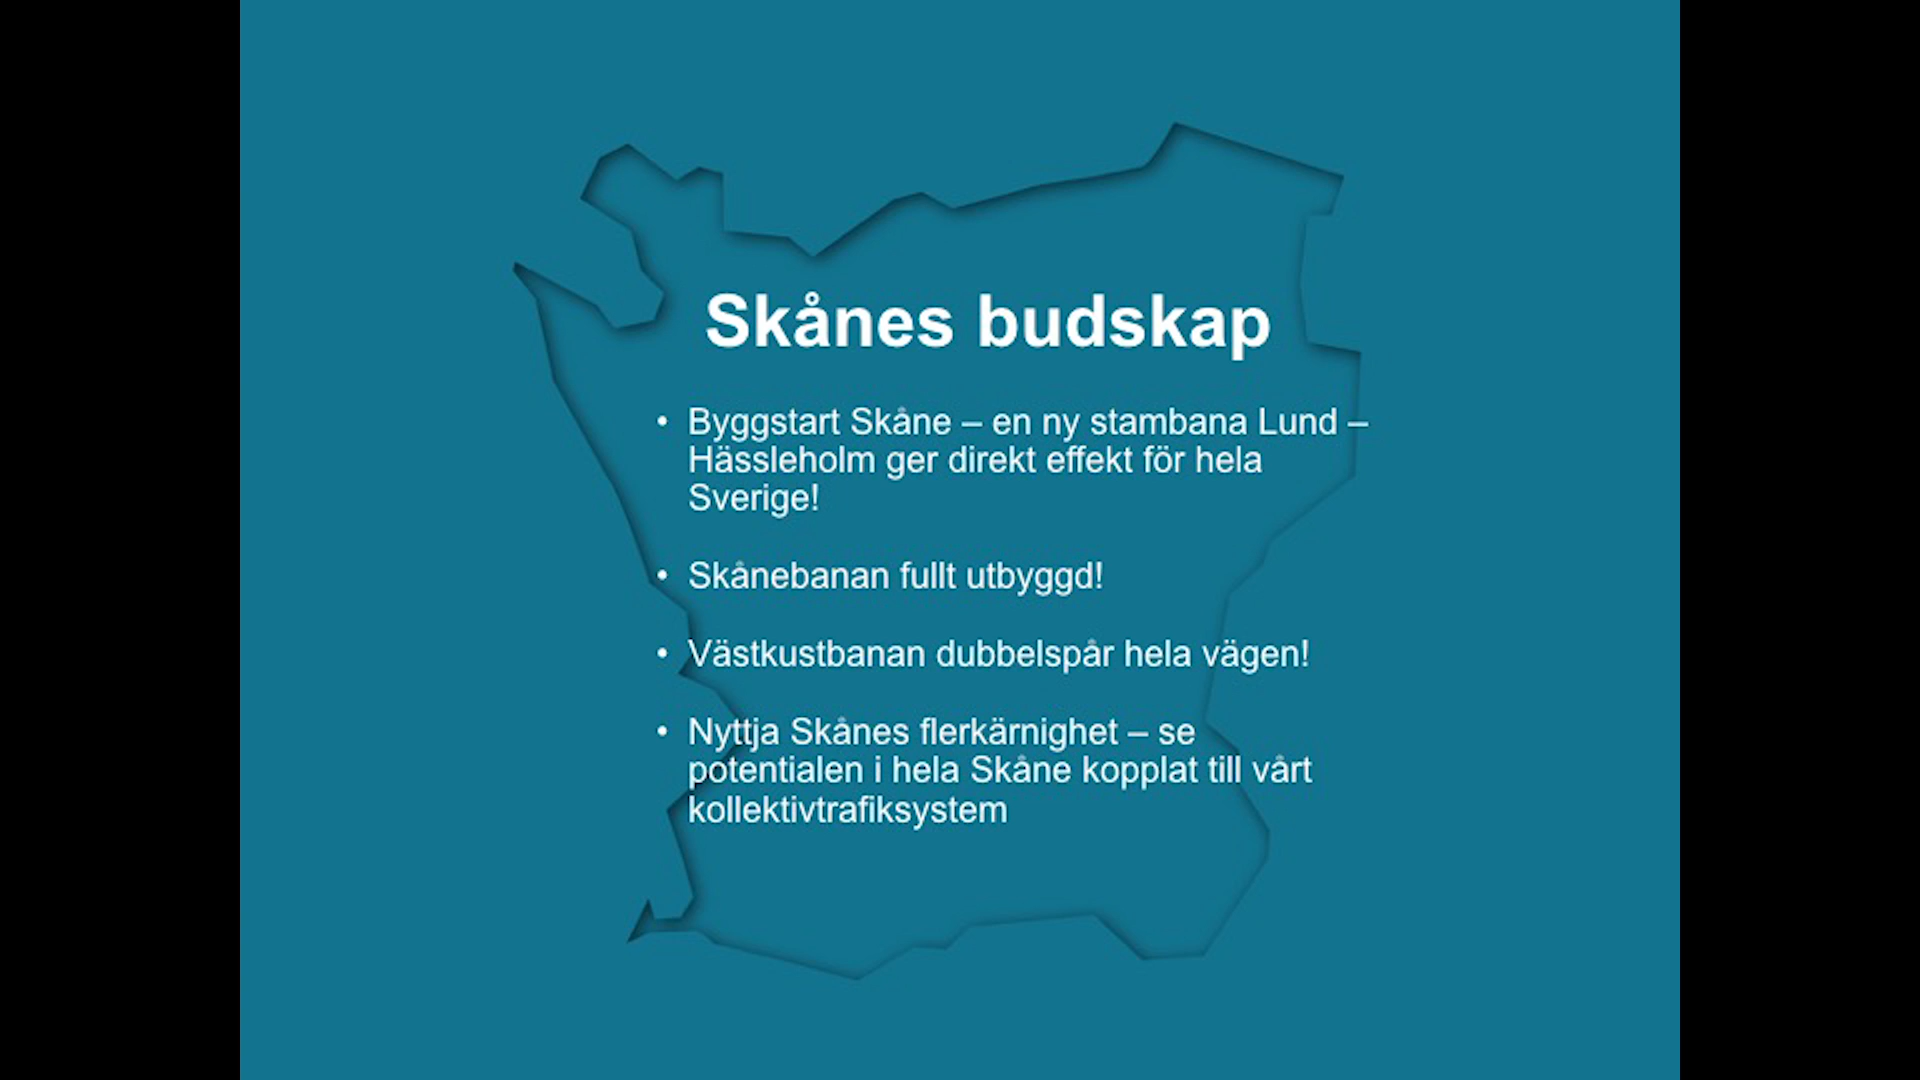 Skånes budskap
• Byggstart Skåne – en ny stambana Lund –
Hässleholm ger direkt effekt för hela
Sverige!
• Skånebanan fullt utbyggd!
• Västkustbanan dubbelspår hela vägen!
• Nyttja Skånes flerkärnighet – se
potentialen i hela Skåne kopplat till vårt
kollektivtrafiksystem